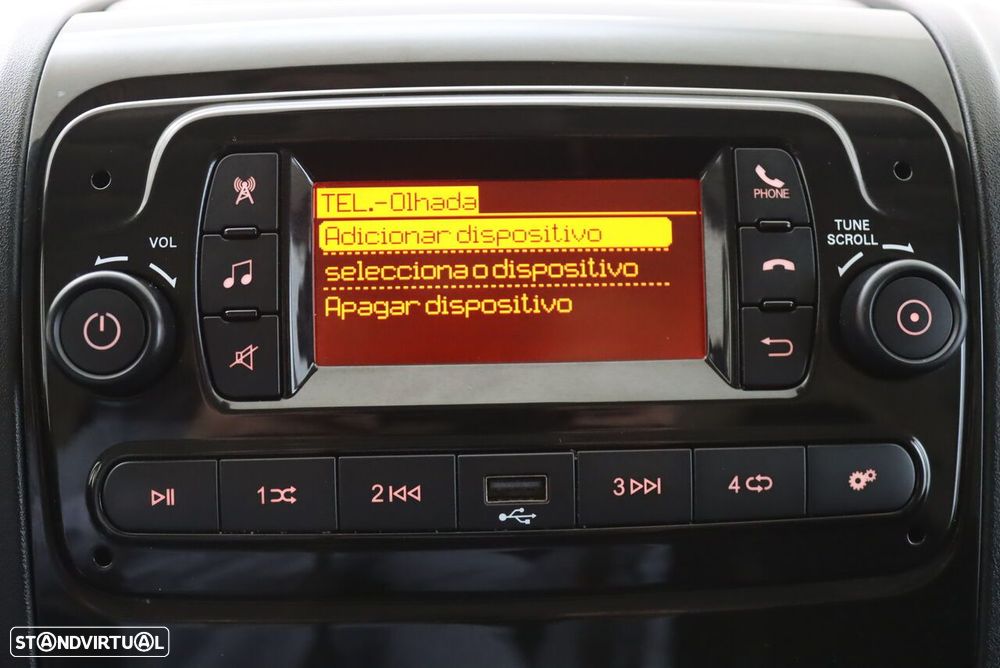 TEL.-Olhada
Adicionar dispositivo
selecciona o dispositivo
Apagar dispositivo
VOL
PHONE
TUNE
SCROLL
1
2
3
4
STANDVIRTUAL